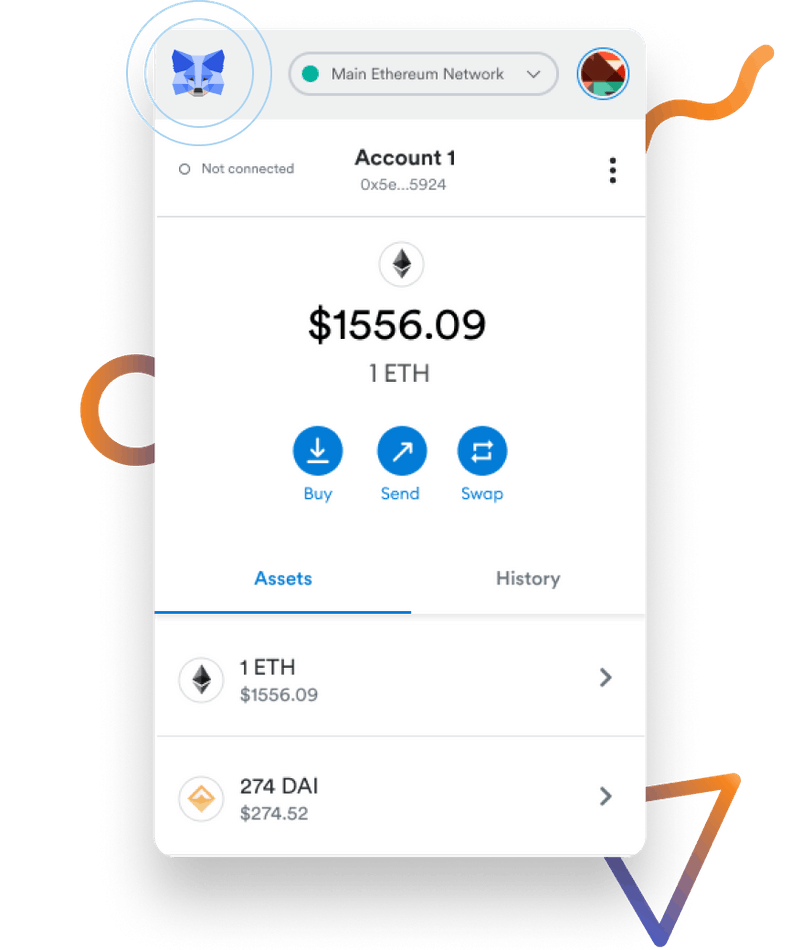 Main Ethereum Network
Not connected
Account 1
0x5e...5924
$1556.09
1 ETH
Buy
Send
Swap
Assets
History
1 ETH
$1556.09
274 DAI
$274.52